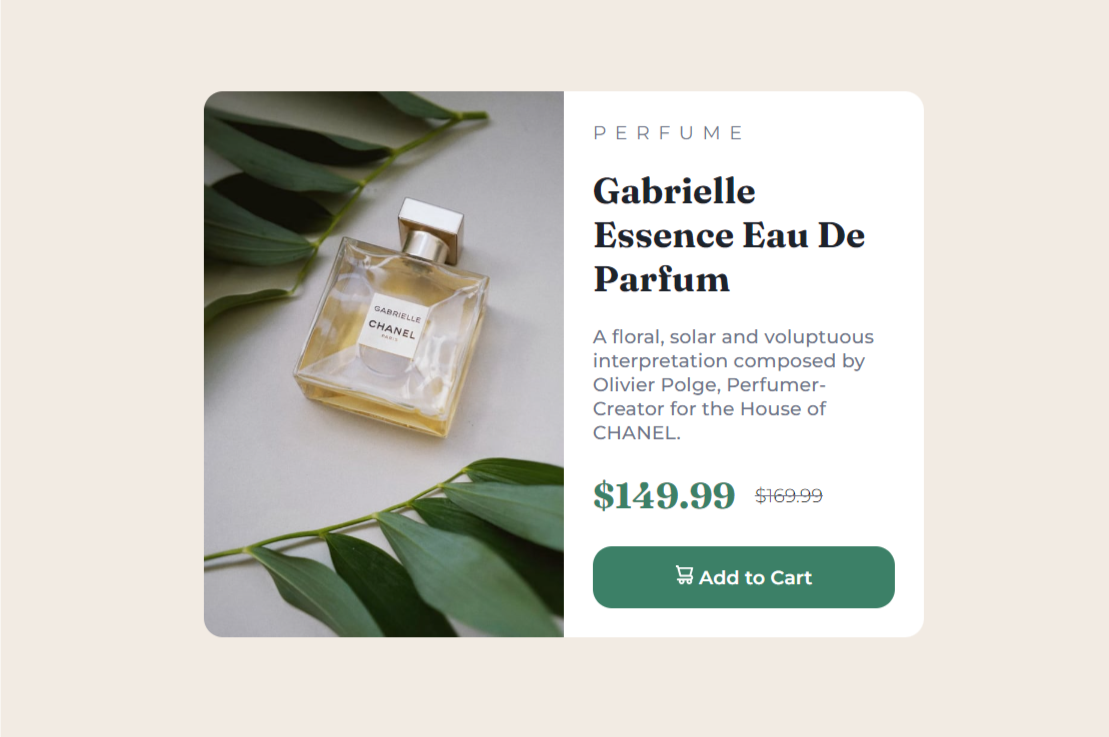 GABRIELLE
CHANEL
PARIS
PERFUME
Gabrielle
Essence Eau De
Parfum
A floral, solar and voluptuous
interpretation composed by
Olivier Polge, Perfumer-
Creator for the House of
CHANEL.
$149.99 $169.99
Add to Cart